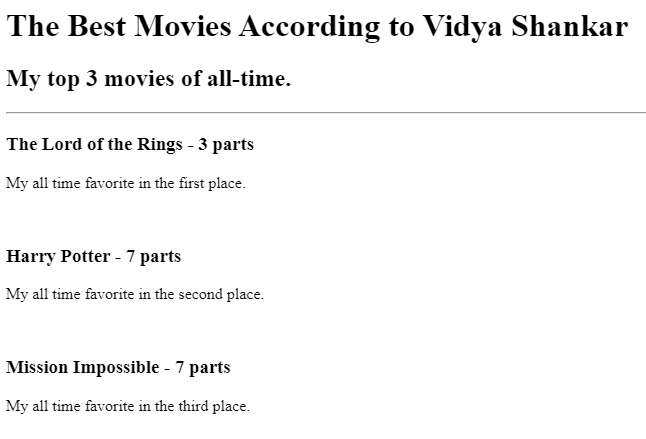 The Best Movies According to Vidya Shankar
My top 3 movies of all-time.
The Lord of the Rings - 3 parts
My all time favorite in the first place.
Harry Potter - 7 parts
My all time favorite in the second place.
Mission Impossible - 7 parts
My all time favorite in the third place.